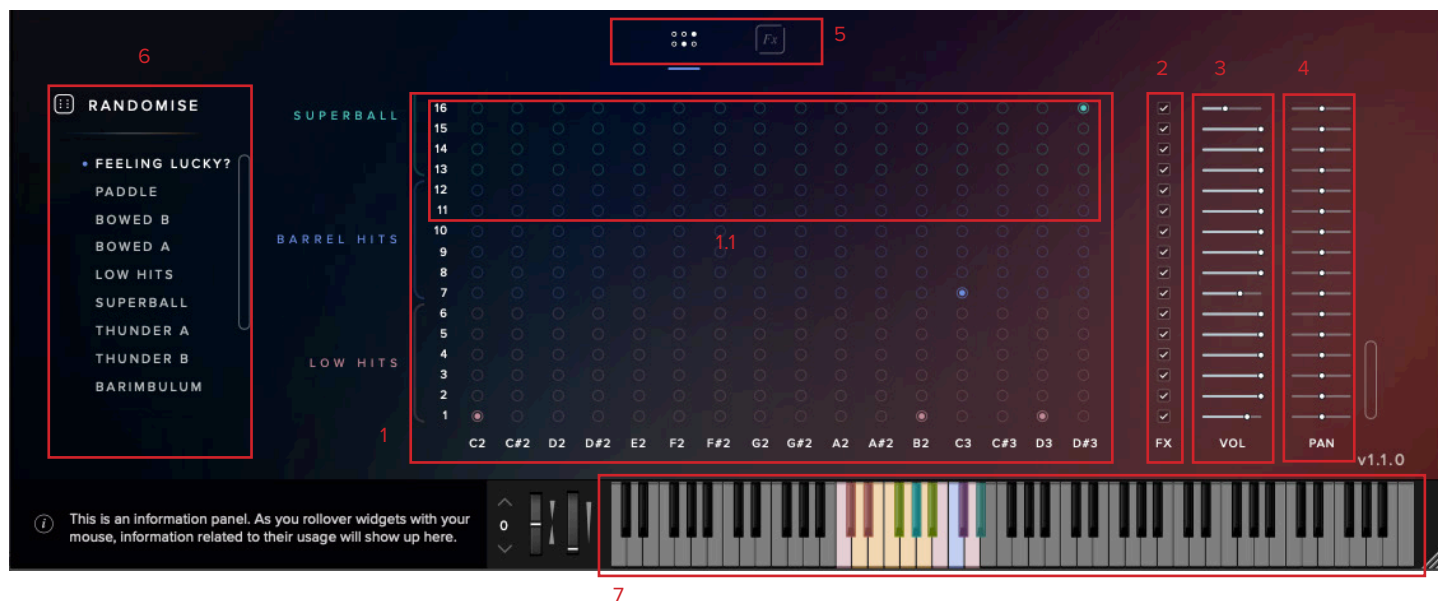 5
Fx
6
2 3 4
RANDOMISE
FEELING LUCKY?
PADDLE
BOWED B
BOWED A
LOW HITS
SUPERBALL
THUNDER A
THUNDER B
BARIMBULUM
SUPERBALL
BARREL HITS
LOW HITS
16
15
14
13
12
11
10
9
8
7
6
5
4
3
2
1
1.1
1
C2 C#2 D2 D#2 E2 F2 F#2 G2 G#2 A2 A#2 B2 C3 C#3 D3 D#3 FX VOL PAN
v1.1.0
i
This is an information panel. As you rollover widgets with your
mouse, information related to their usage will show up here.
0
7